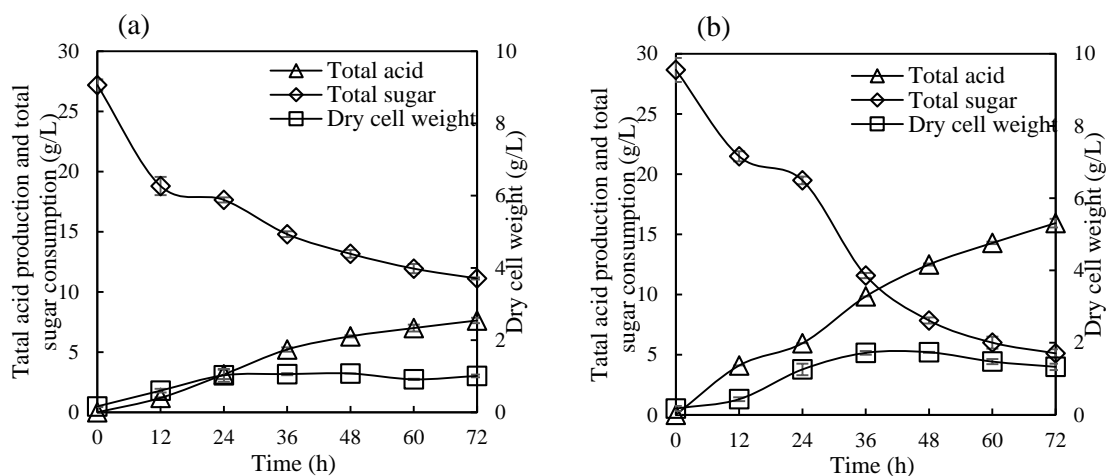 (a)
30
25
20
15
10
5
0
Tatal acid production and total
sugar consumption (g/L)
Total acid
Total sugar
Dry cell weight
10
8
6
4
2
0
Dry cell weight (g/L)
0 12 24 36 48 60 72
Time (h)
(b)
30
25
20
15
10
5
0
Tatal acid production and total
sugar consumption (g/L)
Total acid
Total sugar
Dry cell weight
10
8
6
4
2
0
Dry cell weight (g/L)
0 12 24 36 48 60 72
Time (h)